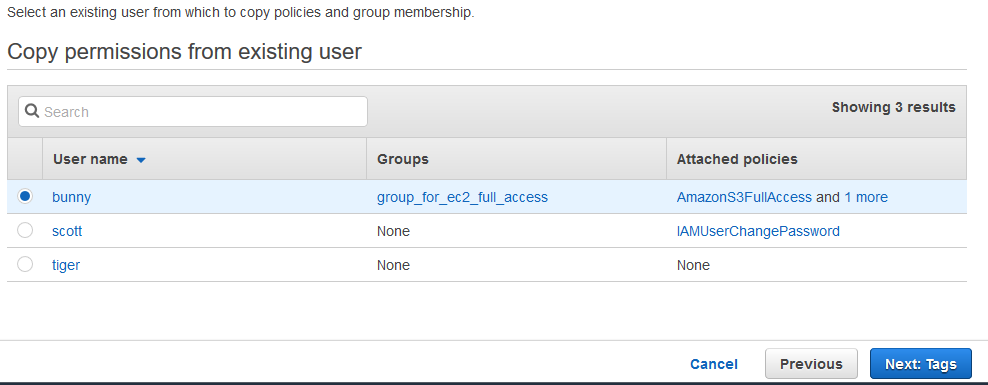 Select an existing user from which to copy policies and group membership.
Copy permissions from existing user
Search
Showing 3 results
User name Groups Attached policies
bunny group_for_ec2_full_access AmazonS3FullAccess and 1 more
scott None IAMUserChangePassword
tiger None None
Cancel Previous Next: Tags